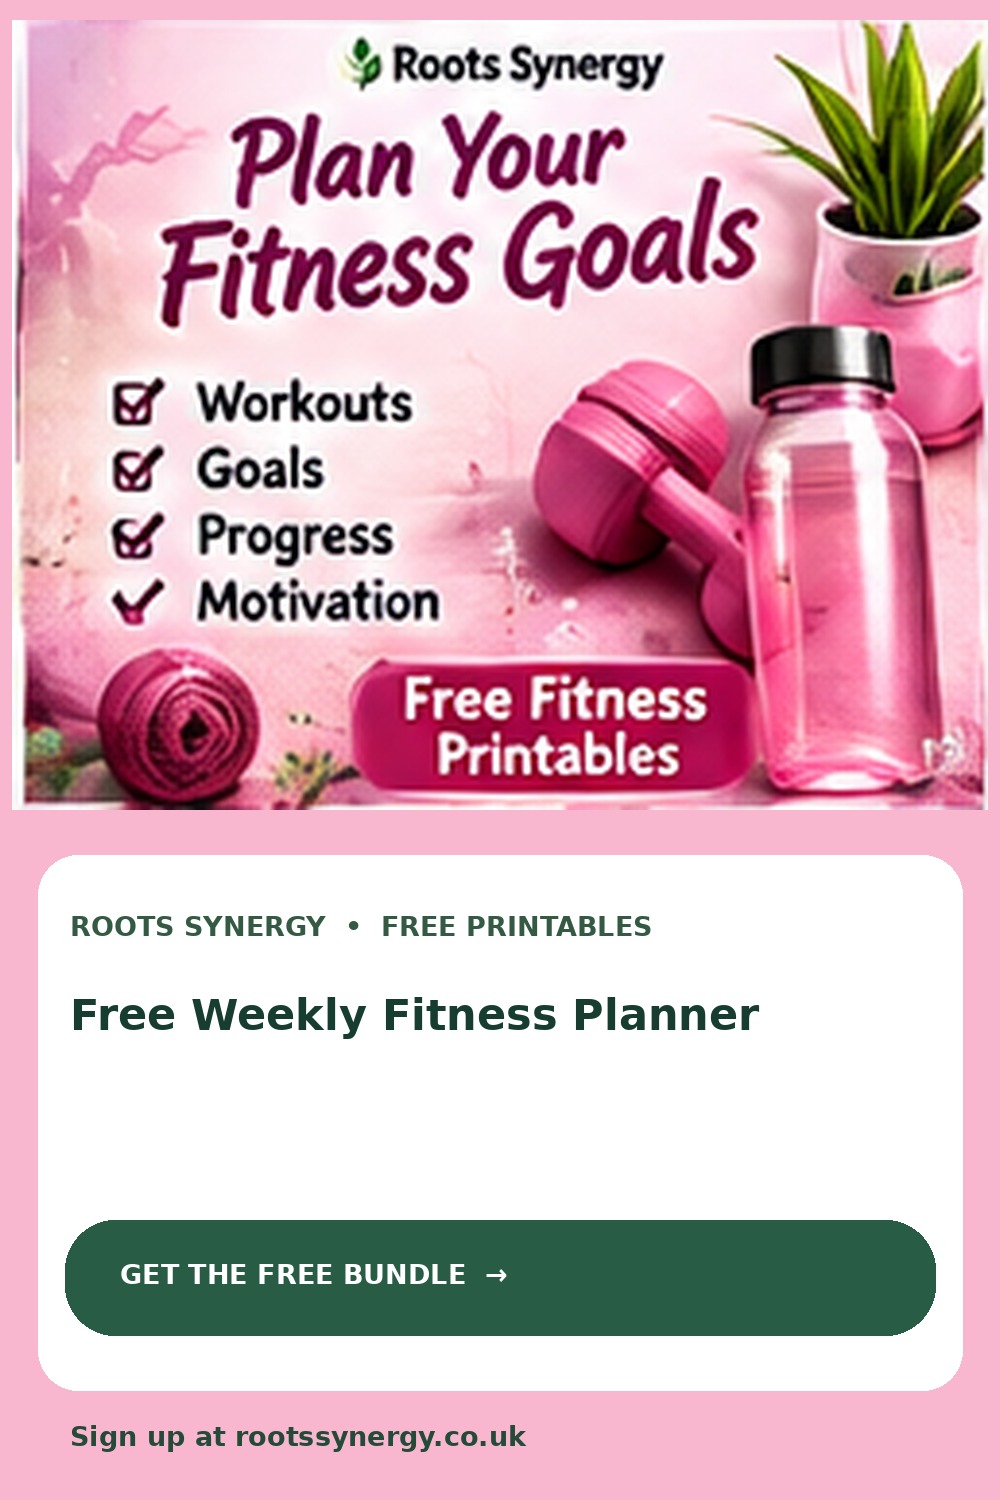 Roots Synergy
Plan Your
Fitness Goals
Workouts
Goals
Progress
Motivation
Free Fitness
Printables
ROOTS SYNERGY • FREE PRINTABLES
Free Weekly Fitness Planner
GET THE FREE BUNDLE →
Sign up at rootssynergy.co.uk